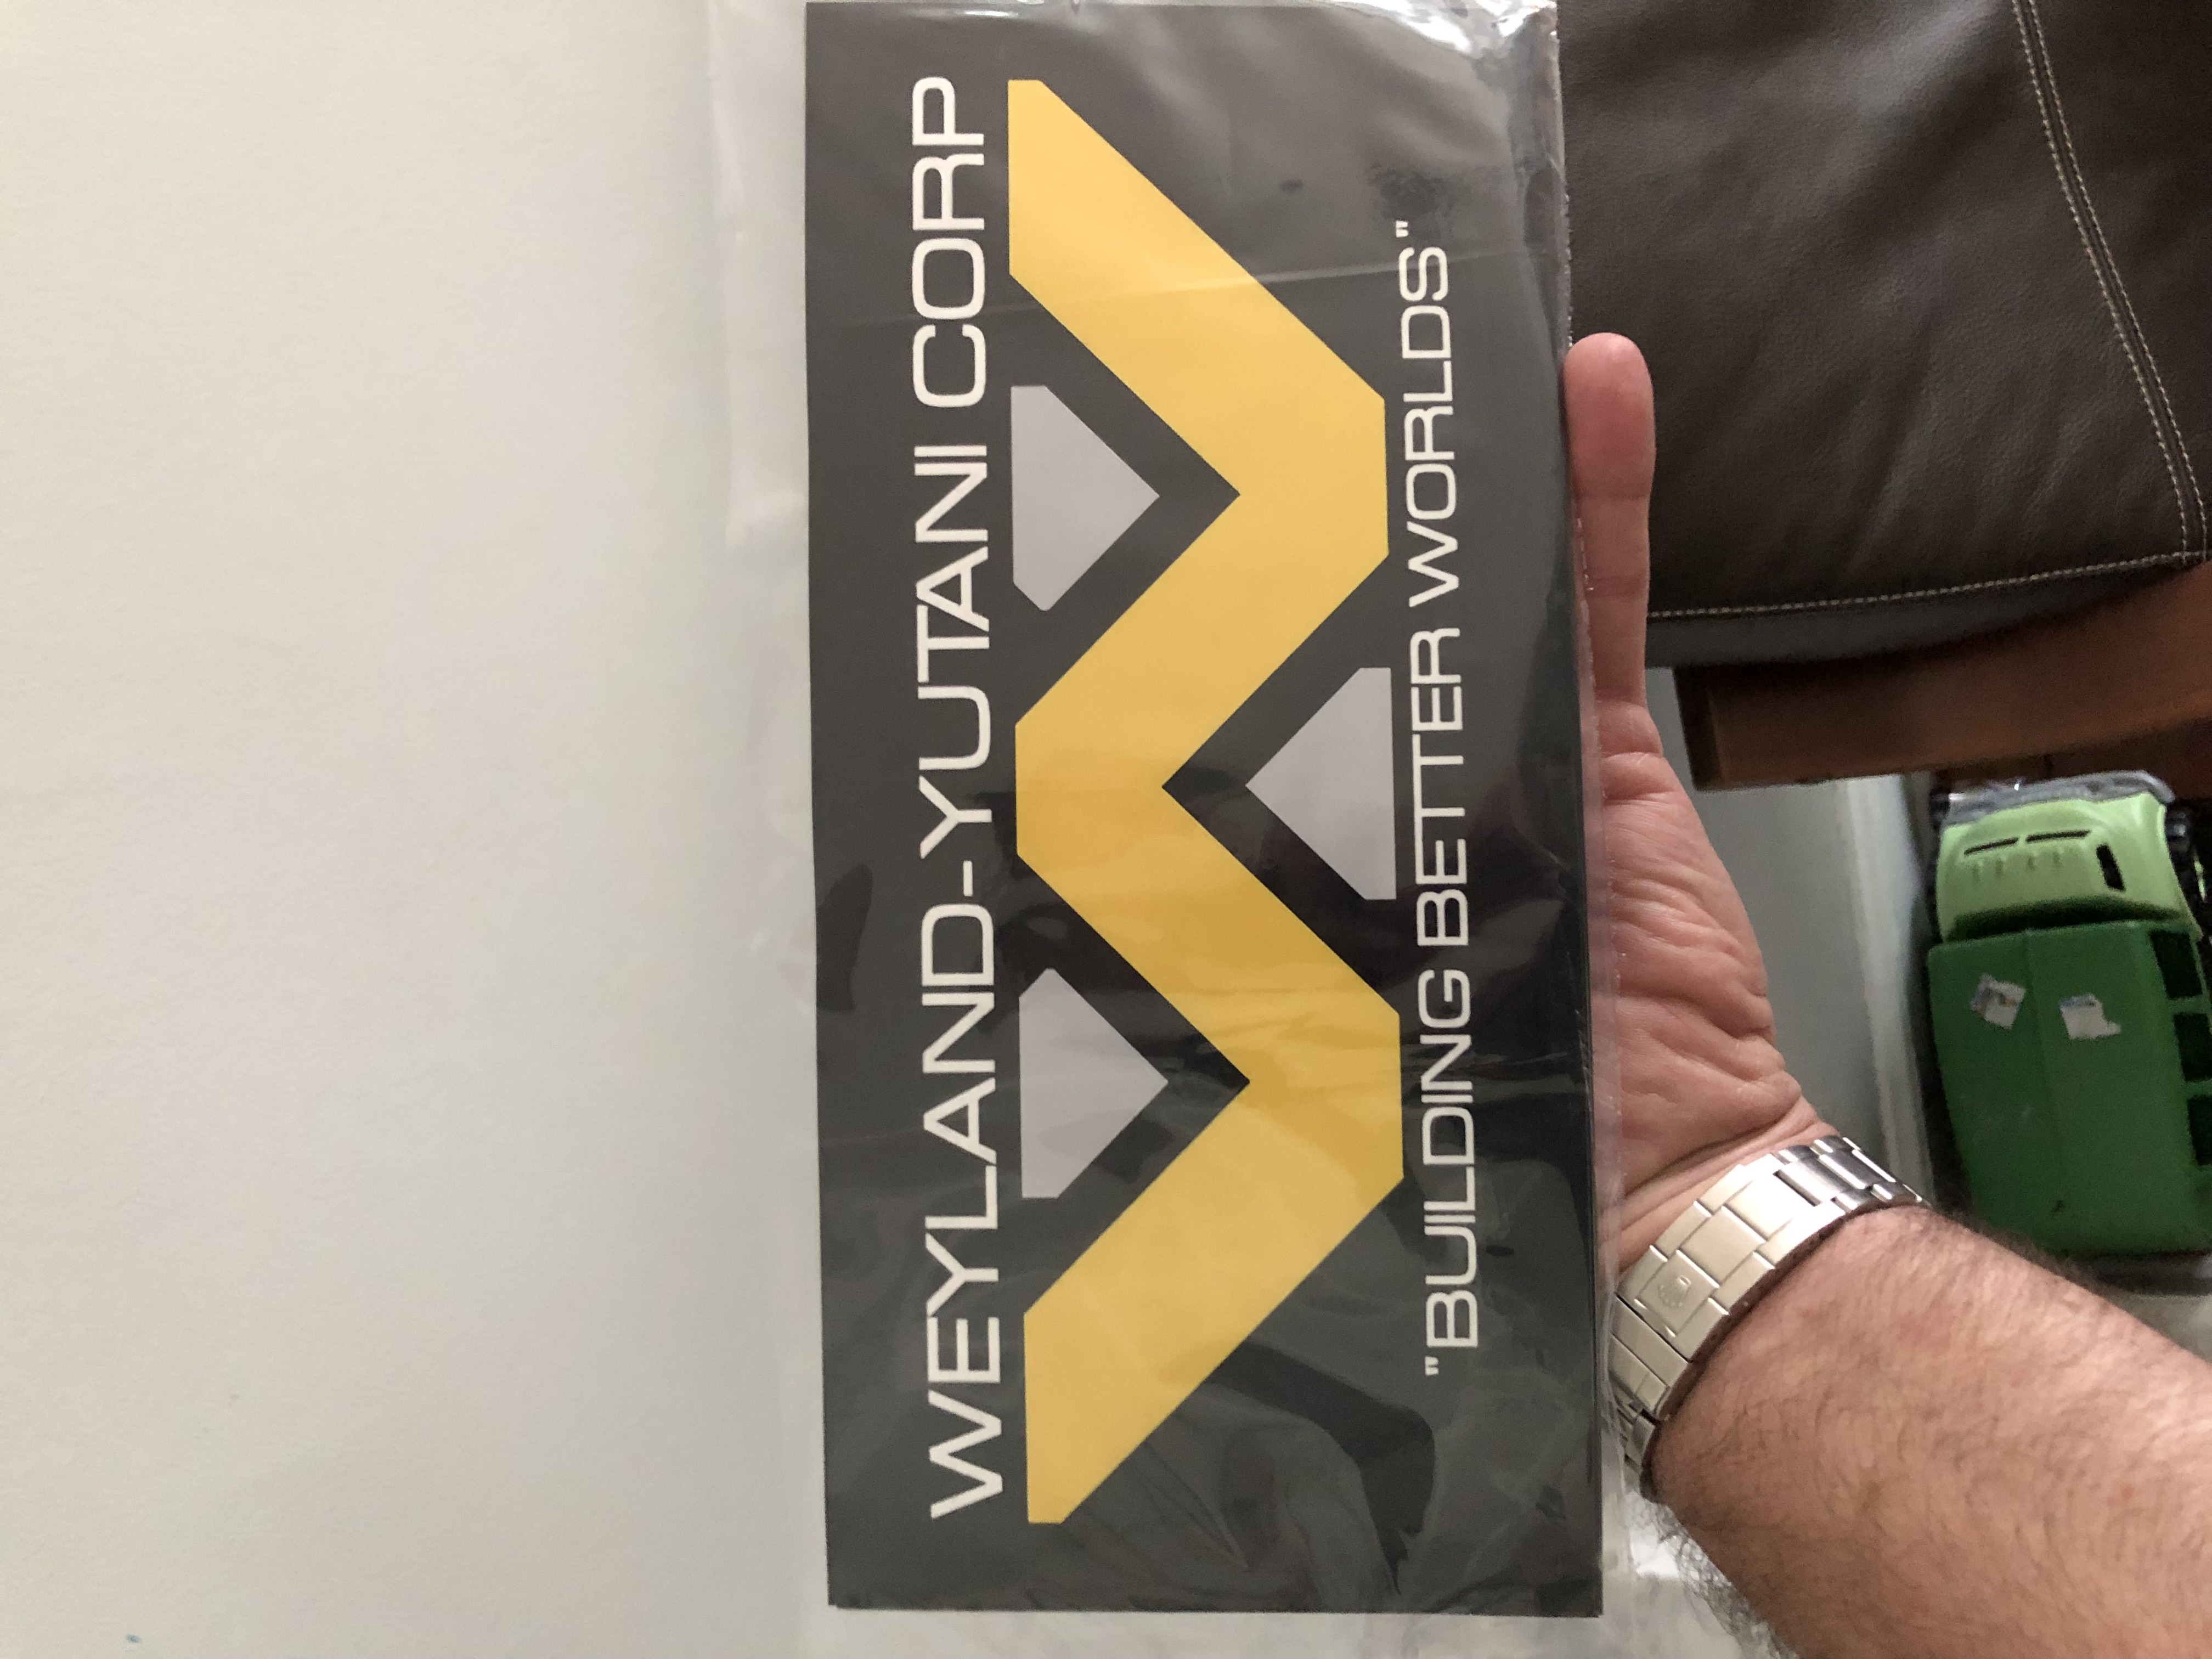 WEYLAND-YUTANI CORP
"BUILDING BETTER WORLDS"